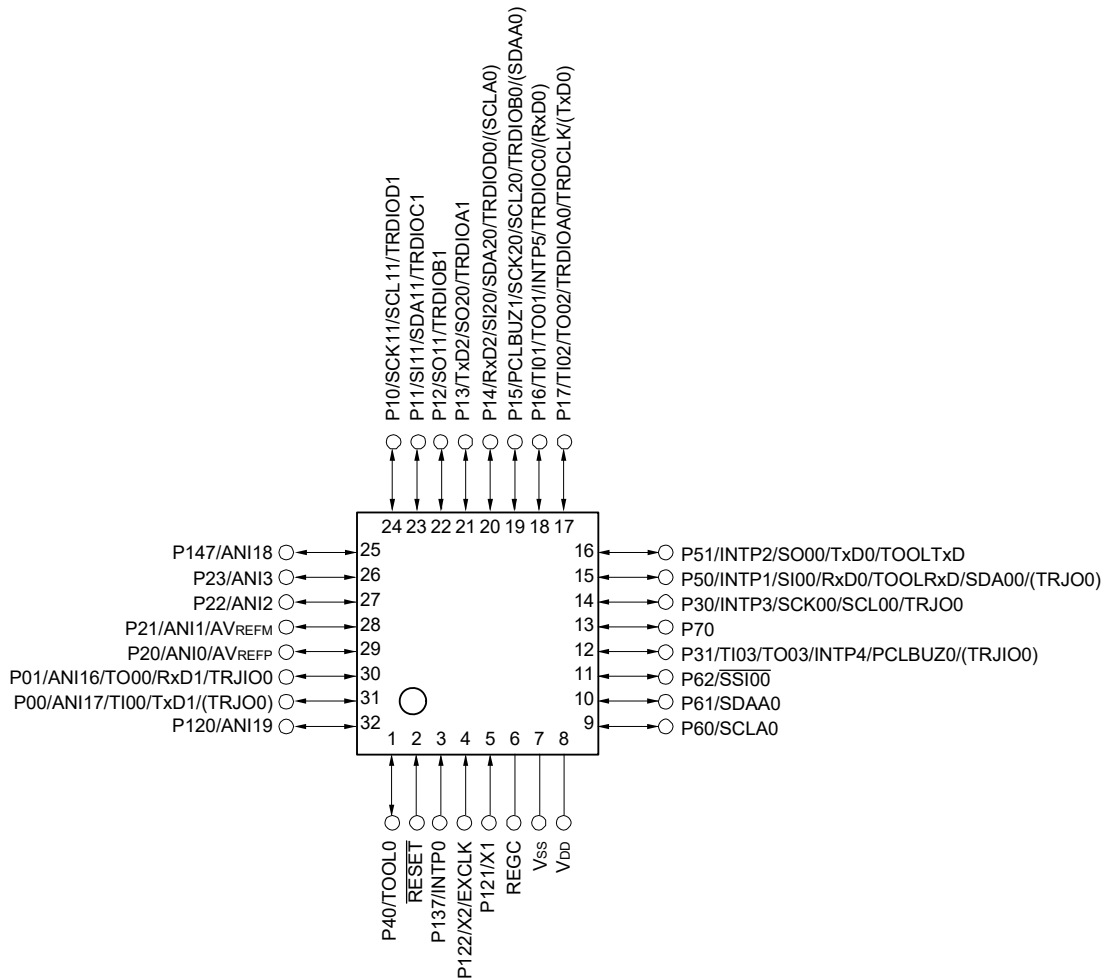 P10/SCK11/SCL11/TRDIOD1
P11/SI11/SDA11/TRDIOC1
P12/SO11/TRDIOB1
P13/TxD2/SO20/TRDIOA1
P14/RxD2/SI20/SDA20/TRDIOD0/(SCLA0)
P15/PCLBUZ1/SCK20/SCL20/TRDIOB0/(SDAA0)
P16/TI01/TO01/INTP5/TRDIOC0/(RxD0)
P17/TI02/TO02/TRDIOA0/TRDCLK/(TxD0)
24 23 22 21 20 19 18 17
P147/ANI18 25
P23/ANI3 26
P22/ANI2 27
P21/ANI1/AVREFM 28
P20/ANI0/AVREFP 29
P01/ANI16/TO00/RxD1/TRJIO0 30
P00/ANI17/TI00/TxD1/(TRJO0) 31
P120/ANI19 32
16 P51/INTP2/SO00/TxD0/TOOLTxD
15 P50/INTP1/SI00/RxD0/TOOLRxD/SDA00/(TRJO0)
14 P30/INTP3/SCK00/SCL00/TRJO0
13 P70
12 P31/TI03/TO03/INTP4/PCLBUZ0/(TRJIO0)
11 P62/SSI00
10 P61/SDAA0
9 P60/SCLA0
1 2 3 4 5 6 7 8
P40/TOOL0
RESET
P137/INTP0
P122/X2/EXCLK
P121/X1
REGC
VSS
VDD